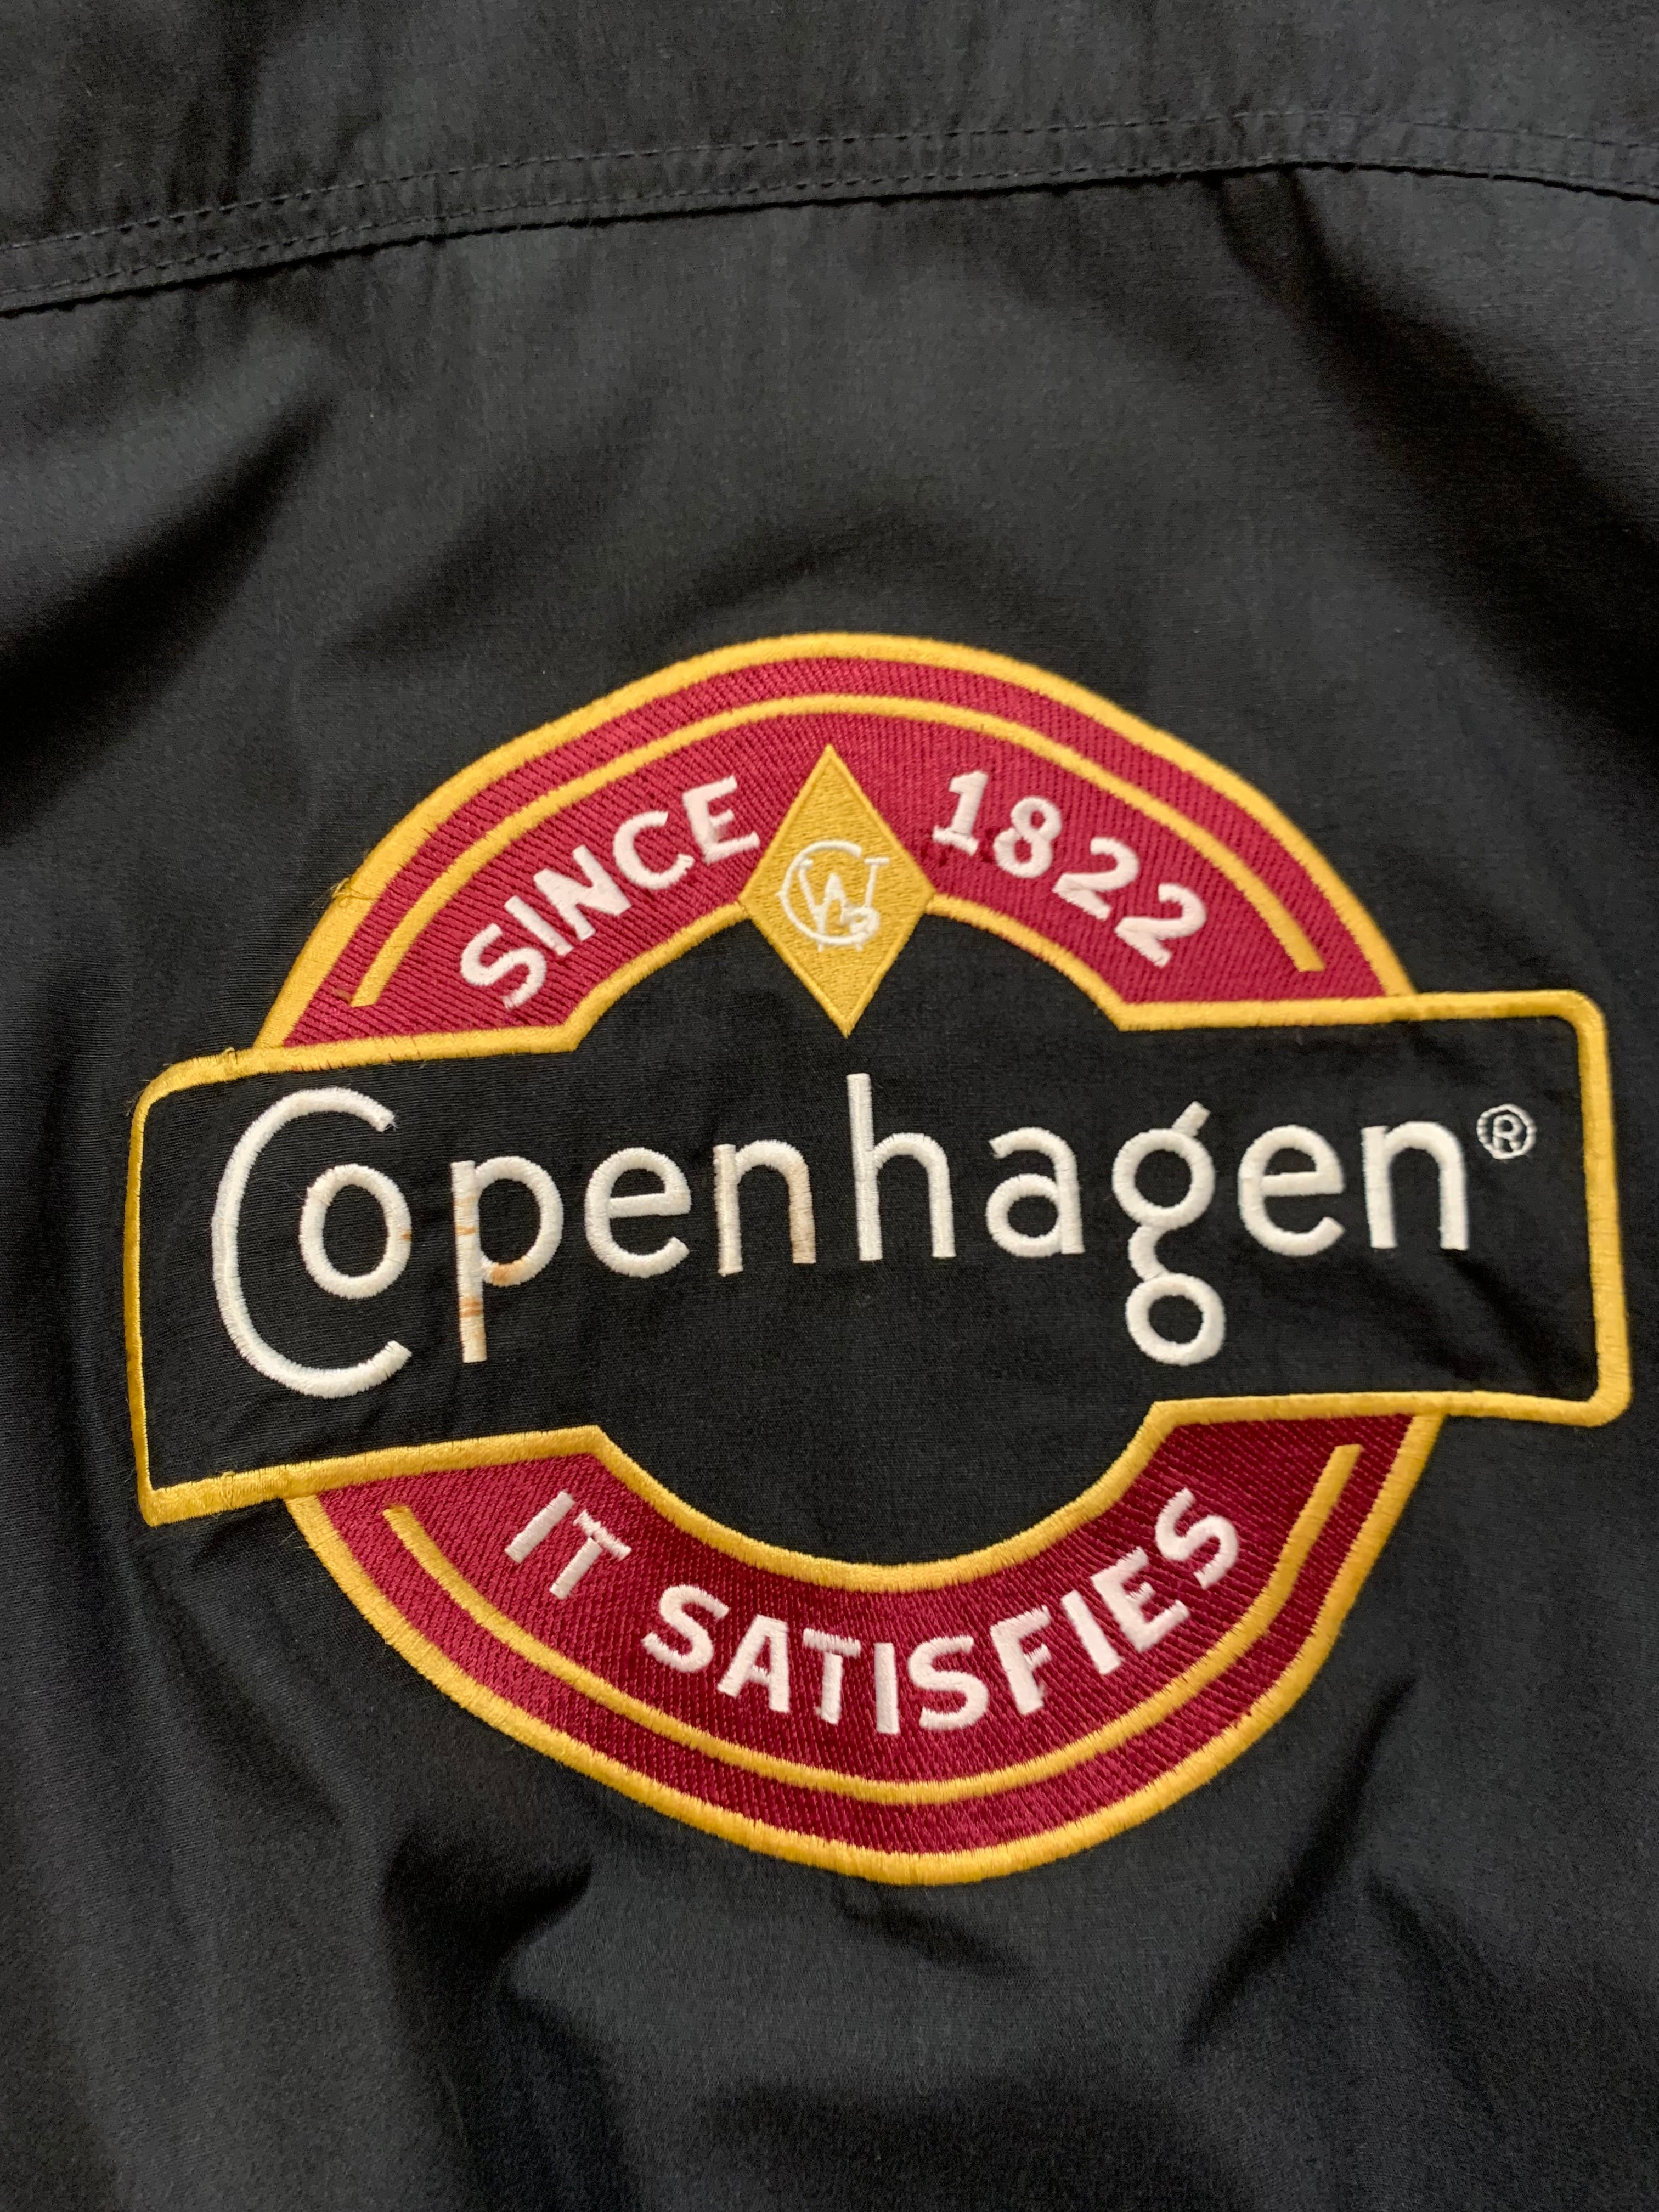 SINCE 1822
Copenhagen®
IT SATISFIES